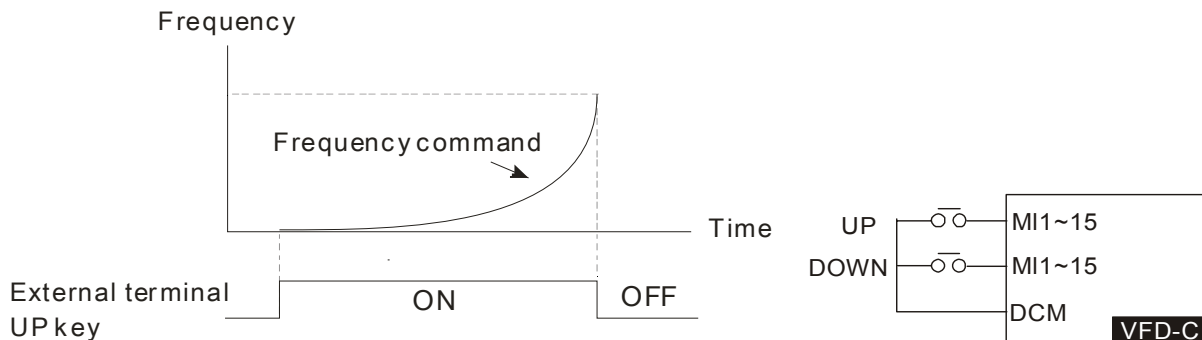 Frequency
Frequency command
Time
External terminal
UP key
ON
OFF
UP
MI1~15
DOWN
MI1~15
DCM
VFD-C